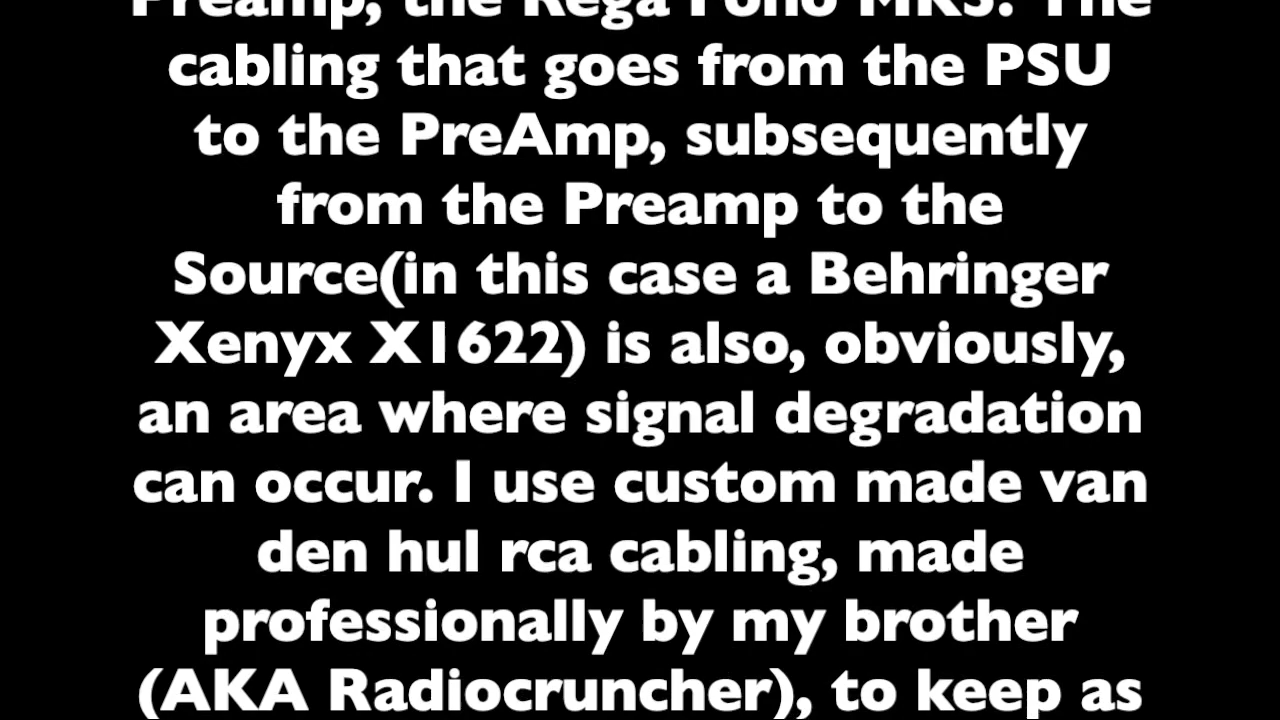 Preamp, the Rega Fono MK3. The
cabling that goes from the PSU
to the PreAmp, subsequently
from the Preamp to the
Source(in this case a Behringer
Xenyx X1622) is also, obviously,
an area where signal degradation
can occur. I use custom made van
den hul rca cabling, made
professionally by my brother
(AKA Radiocruncher), to keep as